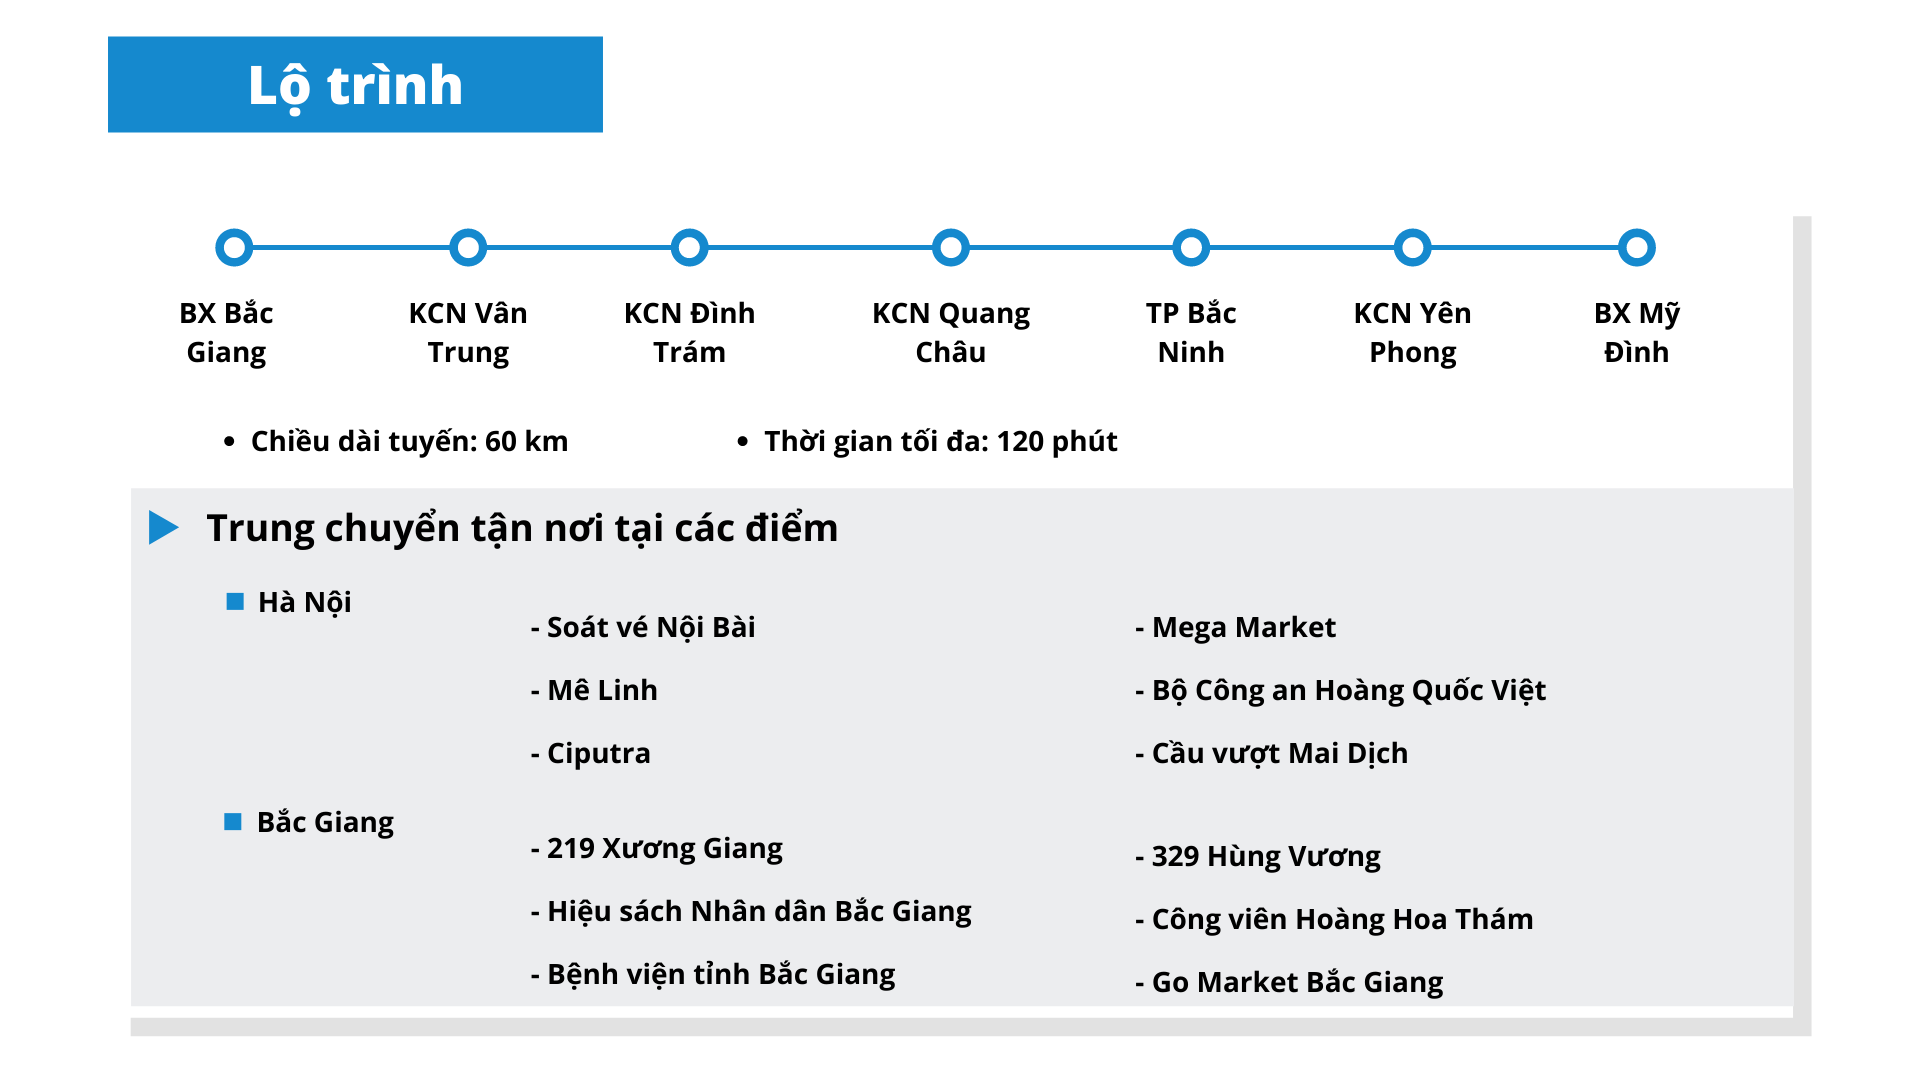 Lộ trình
BX Bắc
Giang
KCN Vân
Trung
KCN Đình
Trám
KCN Quang
Châu
TP Bắc
Ninh
KCN Yên
Phong
BX Mỹ
Đình
• Chiều dài tuyến: 60 km
• Thời gian tối đa: 120 phút
Trung chuyển tận nơi tại các điểm
Hà Nội
- Soát vé Nội Bài
- Mê Linh
- Ciputra
- Mega Market
- Bộ Công an Hoàng Quốc Việt
- Cầu vượt Mai Dịch
Bắc Giang
- 219 Xương Giang
- Hiệu sách Nhân dân Bắc Giang
- Bệnh viện tỉnh Bắc Giang
- 329 Hùng Vương
- Công viên Hoàng Hoa Thám
- Go Market Bắc Giang